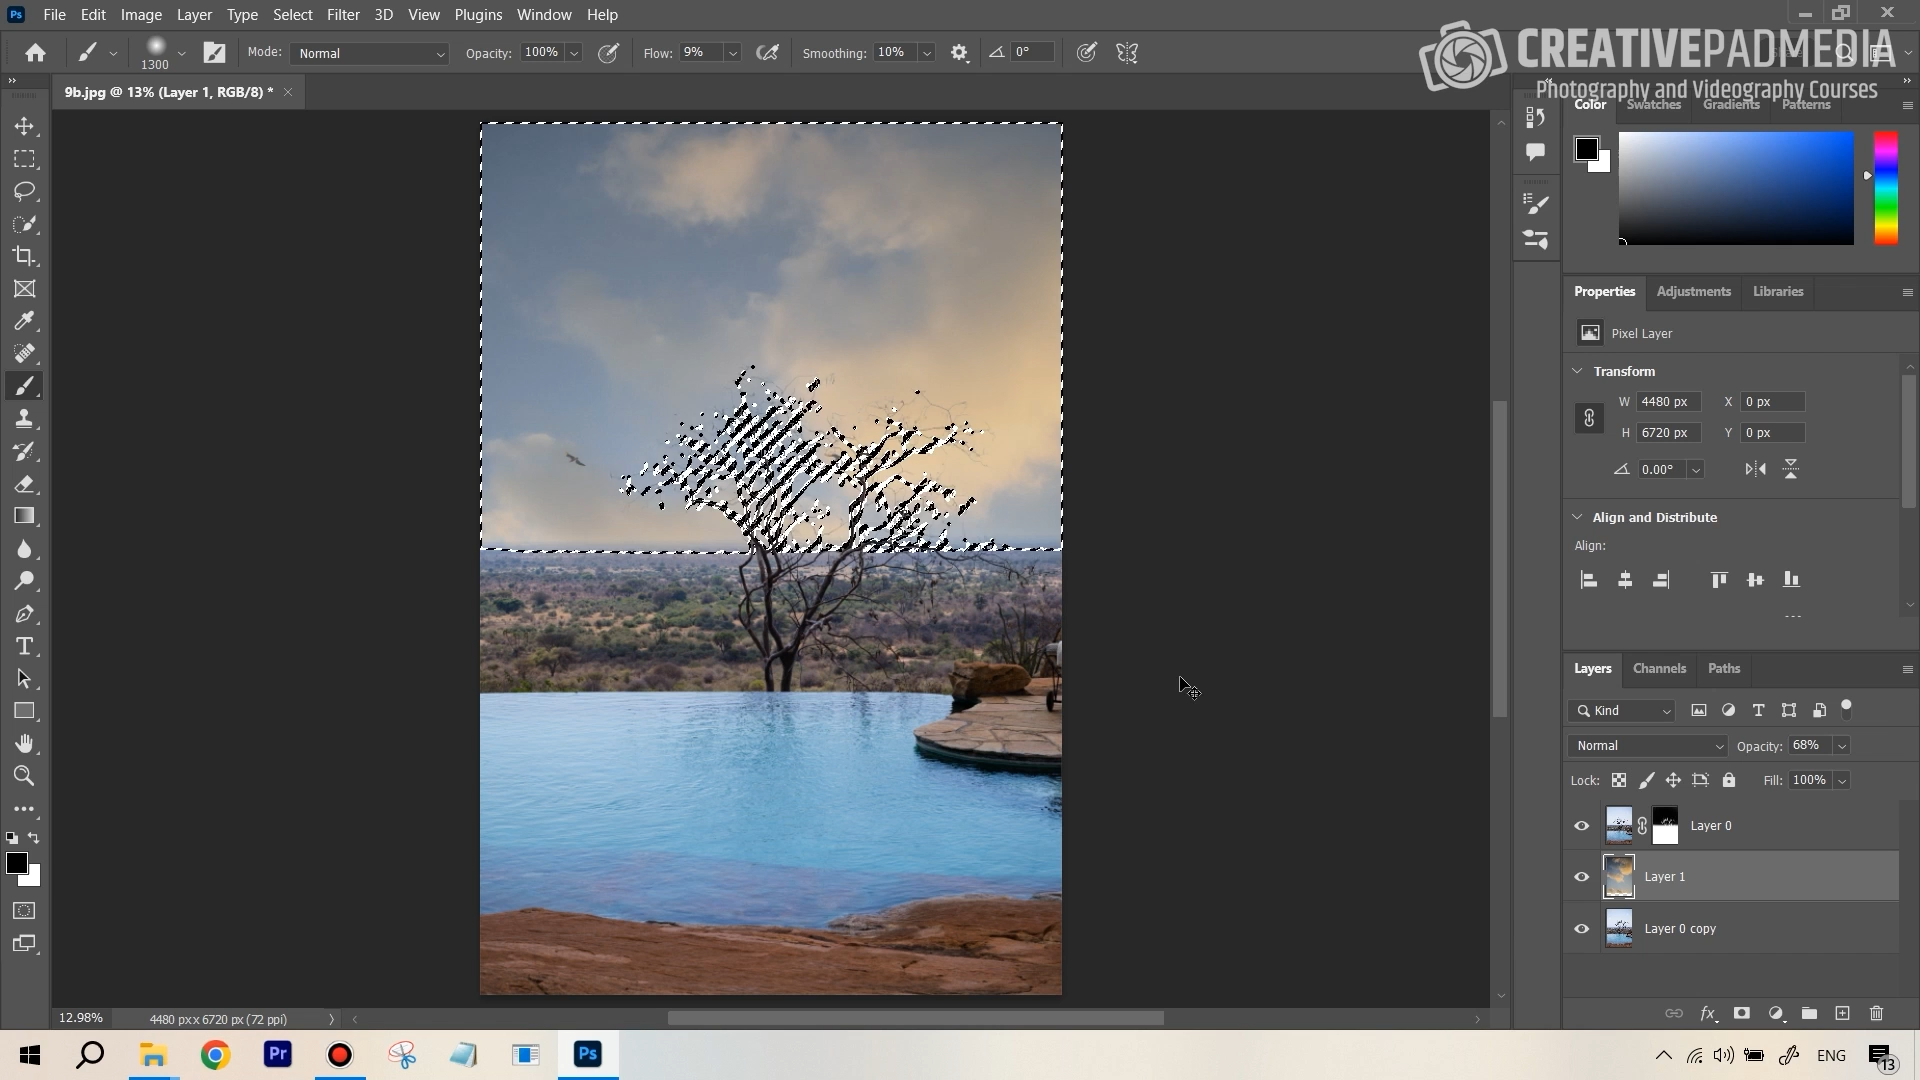 File Edit Image Layer Type Select Filter 3D View Plugins Window Help
1300 Mode: Normal Opacity: 100% Flow: 9% Smoothing: 10% 0°
CREATIVEPADMEDIA
Photography and Videography Courses
9b.jpg @ 13% (Layer 1, RGB/8) *
Color Swatches Gradients Patterns
Properties Adjustments Libraries
Pixel Layer
Transform
W 4480 px X 0 px
H 6720 px Y 0 px
0.00°
Align and Distribute
Align:
Layers Channels Paths
Kind
Normal Opacity: 68%
Lock: Fill: 100%
Layer 0
Layer 1
Layer 0 copy
12.98% 4480 px x 6720 px (72 ppi)
Ps Pr Ps ENG 13